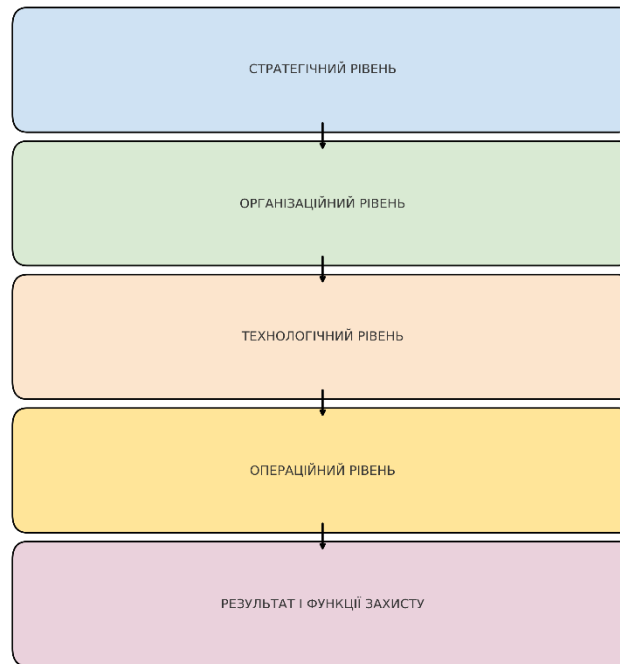 СТРАТЕГІЧНИЙ РІВЕНЬ
ОРГАНІЗАЦІЙНИЙ РІВЕНЬ
ТЕХНОЛОГІЧНИЙ РІВЕНЬ
ОПЕРАЦІЙНИЙ РІВЕНЬ
РЕЗУЛЬТАТ І ФУНКЦІЇ ЗАХИСТУ